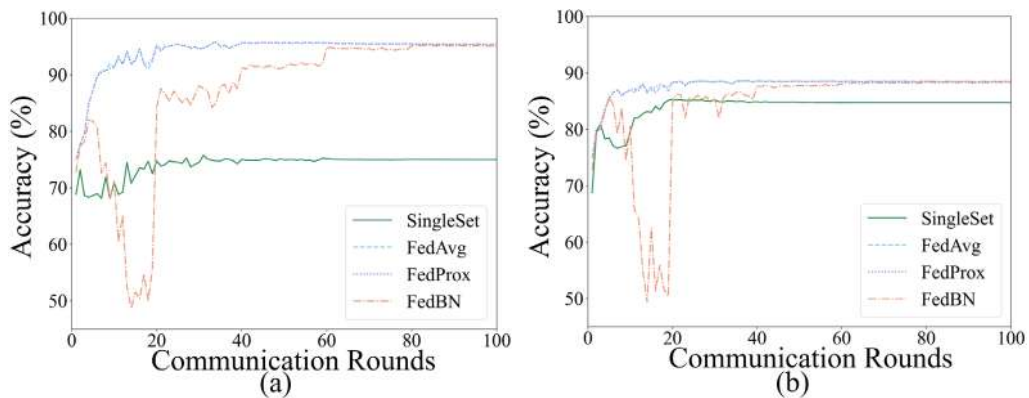 100
90
80
70
60
50
Accuracy (%)
0 20 40 60 80 100
Communication Rounds
SingleSet
FedAvg
FedProx
FedBN
(a)
100
90
80
70
60
50
Accuracy (%)
0 20 40 60 80 100
Communication Rounds
SingleSet
FedAvg
FedProx
FedBN
(b)